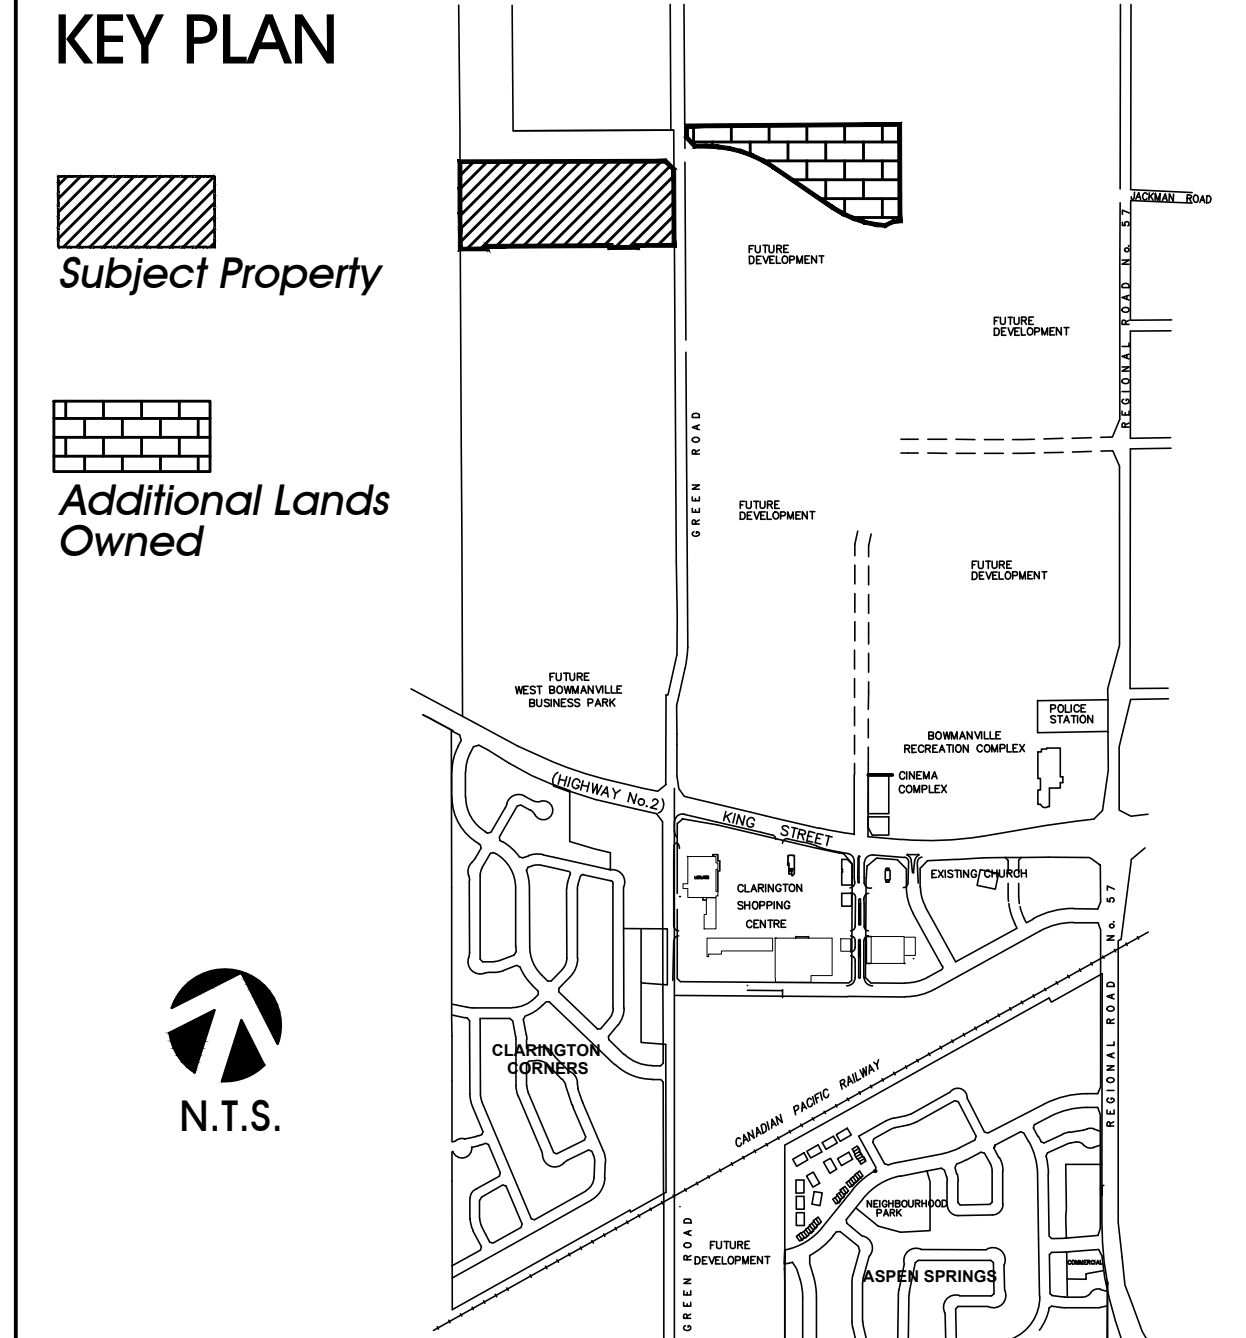 KEY PLAN
Subject Property
Additional Lands
Owned
N.T.S.
JACKMAN ROAD
REGIONAL ROAD No. 57
FUTURE
DEVELOPMENT
FUTURE
DEVELOPMENT
GREEN ROAD
FUTURE
DEVELOPMENT
FUTURE
DEVELOPMENT
FUTURE
WEST BOWMANVILLE
BUSINESS PARK
POLICE
STATION
BOWMANVILLE
RECREATION COMPLEX
CINEMA
COMPLEX
(HIGHWAY No.2)
KING STREET
EXISTING CHURCH
CLARINGTON
SHOPPING
CENTRE
REGIONAL ROAD No. 57
CLARINGTON
CORNERS
CANADIAN PACIFIC RAILWAY
NEIGHBOURHOOD
PARK
GREEN ROAD
FUTURE
DEVELOPMENT
COMMERCIAL
ASPEN SPRINGS